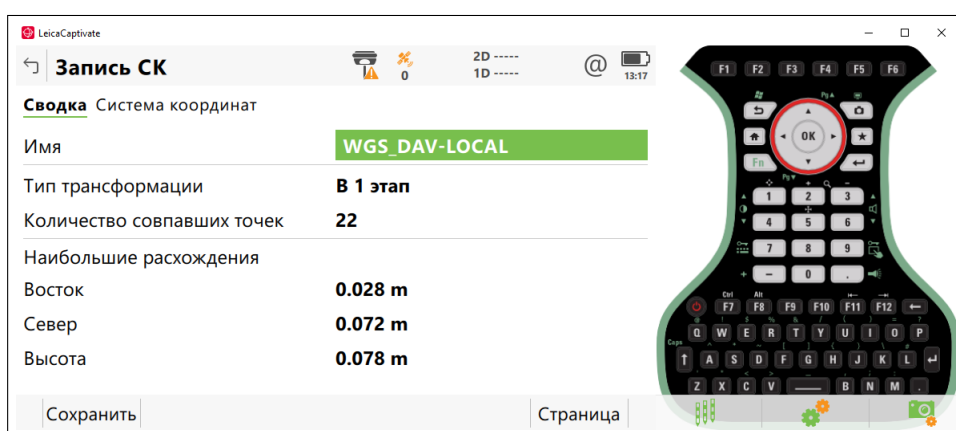 LeicaCaptivate
Запись СК
0
2D -----
1D -----
@
13:17
Сводка Система координат
Имя WGS_DAV-LOCAL
Тип трансформации В 1 этап
Количество совпавших точек 22
Наибольшие расхождения
Восток 0.028 m
Север 0.072 m
Высота 0.078 m
Сохранить Страница
F1 F2 F3 F4 F5 F6
Pg▲
OK
Fn
Pg▼
1 2 3
4 5 6
7 8 9
+ - 0 .
Ctrl Alt
F7 F8 F9 F10 F11 F12
Q W E R T Y U I O P
Caps
A S D F G H J K L
Z X C V B N M .